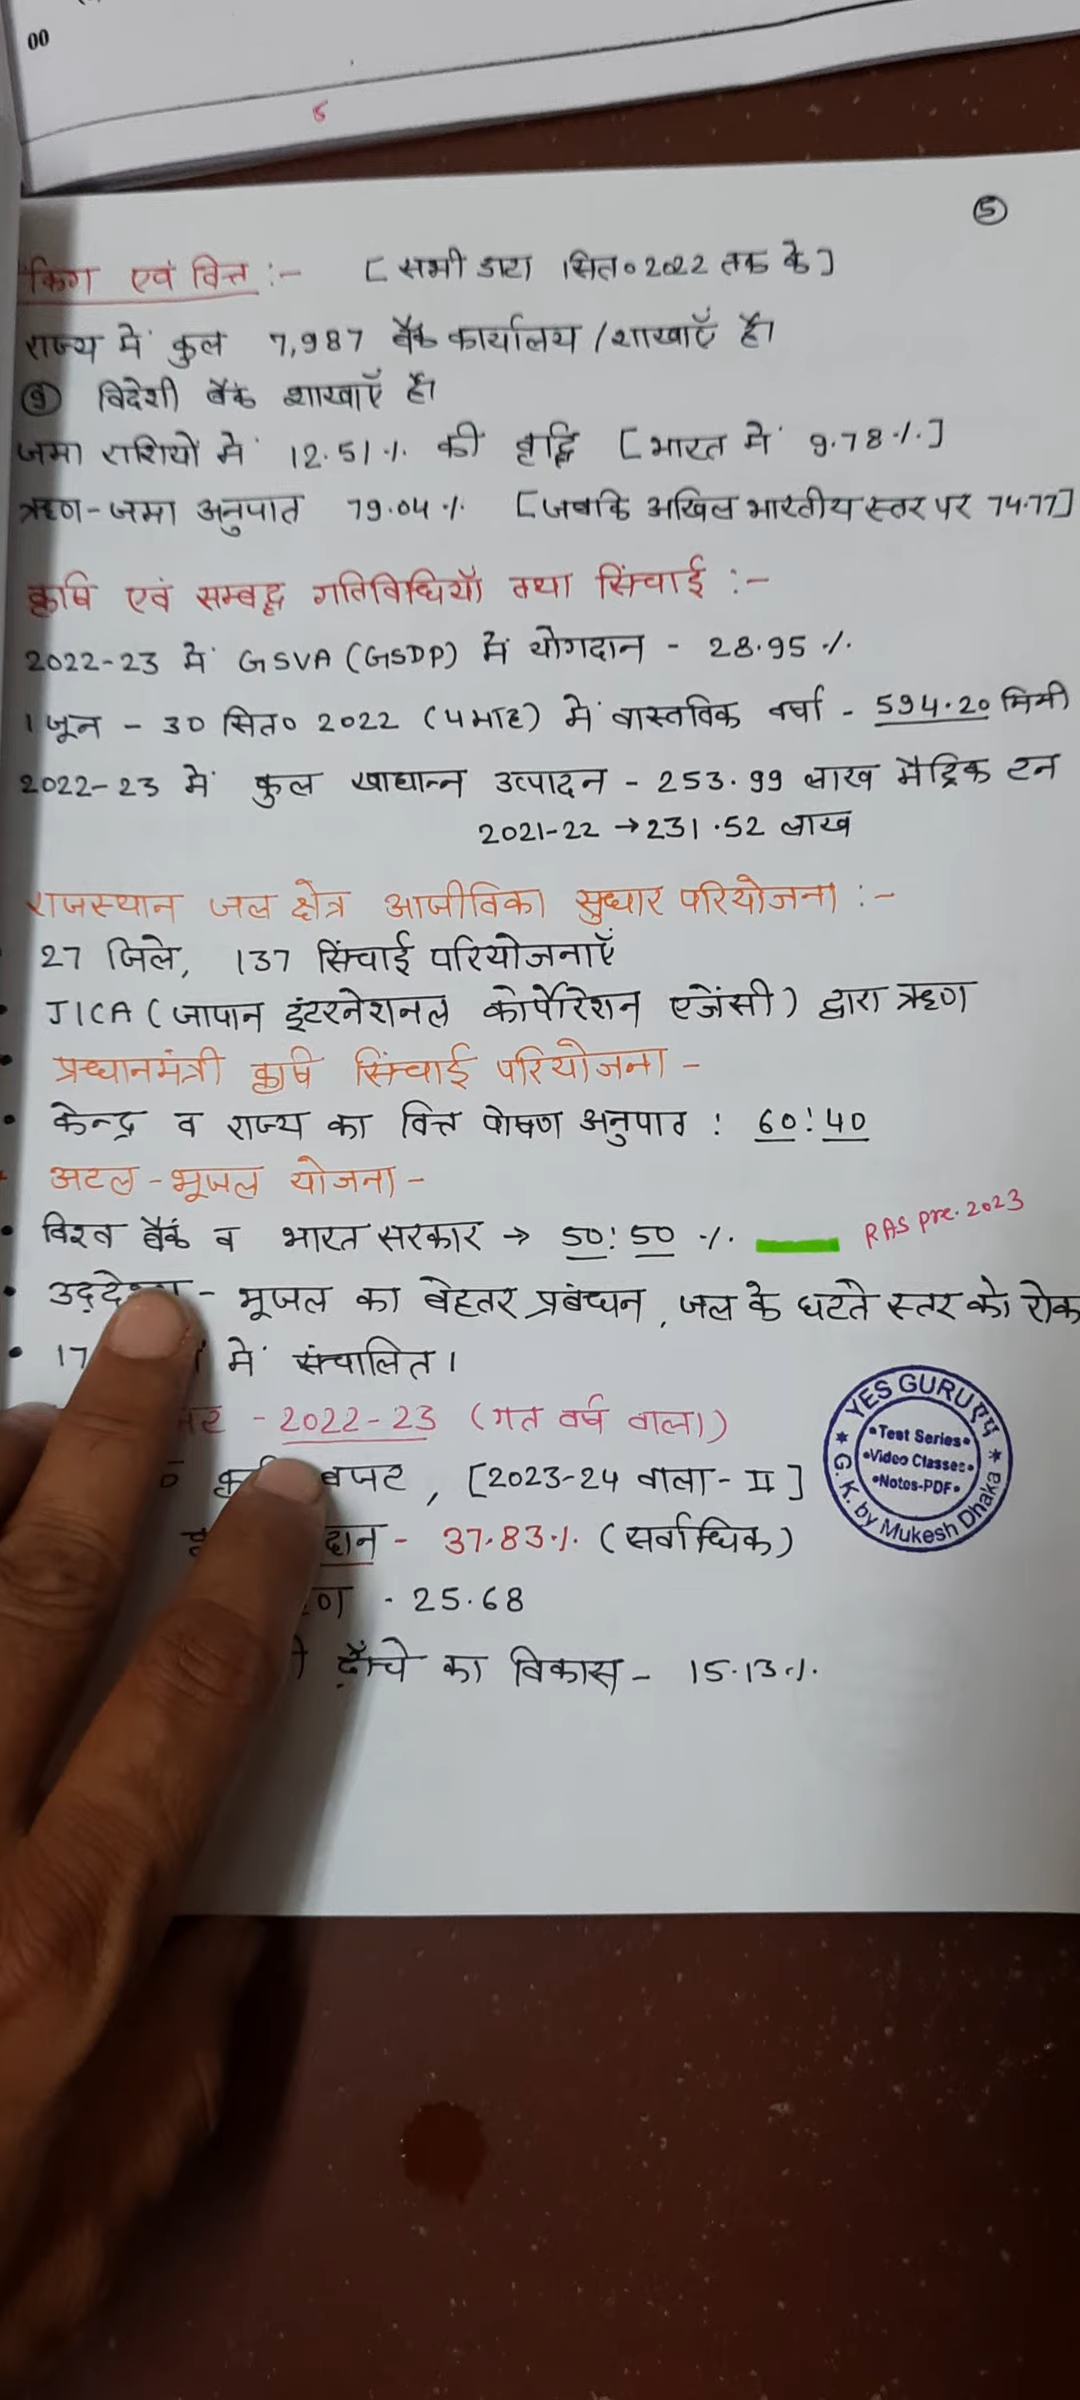 00
6
5
किंग एवं वित्त :- [सभी डाटा सित० 2022 तक के]
राज्य में कुल 7,987 बैंक कार्यालय/शाखाएँ है।
9 विदेशी बैंक शाखाएँ है।
जमा राशियों में 12.51% की वृद्धि [भारत में 9.78%]
ऋण-जमा अनुपात 79.04% [जबकि अखिल भारतीय स्तर पर 74.77]
कृषि एवं सम्बद्ध गतिविधियाँ तथा सिंचाई :-
2022-23 में GSVA (GSDP) में योगदान - 28.95%
1 जून - 30 सित० 2022 (4 माह) में वास्तविक वर्षा - 594.20 मिमी
2022-23 में कुल खाद्यान्न उत्पादन - 253.99 लाख मैट्रिक टन
2021-22 → 231.52 लाख
राजस्थान जल क्षेत्र आजीविका सुधार परियोजना :-
27 जिले, 137 सिंचाई परियोजनाएँ
• JICA (जापान इंटरनेशनल कोर्पोरेशन एजेंसी) द्वारा ऋण
• प्रधानमंत्री कृषि सिंचाई परियोजना -
• केन्द्र व राज्य का वित्त पोषण अनुपात : 60:40
अटल - भूजल योजना -
• विश्व बैंक व भारत सरकार → 50:50 % RAS pre. 2023
• उद्देश्य - भूजल का बेहतर प्रबंधन, जल के घटते स्तर को रोक
• 17 में संचालित।
- 2022-23 (गत वर्ष वाला)
कृषि बजट, [2023-24 वाला - II]
- 37.83% (सर्वाधिक)
- 25.68
ढाँचे का विकास - 15.13%
YES GURU एप
• Test Series •
• Video Classes •
• Notes-PDF •
G.K. by Mukesh Dhaka